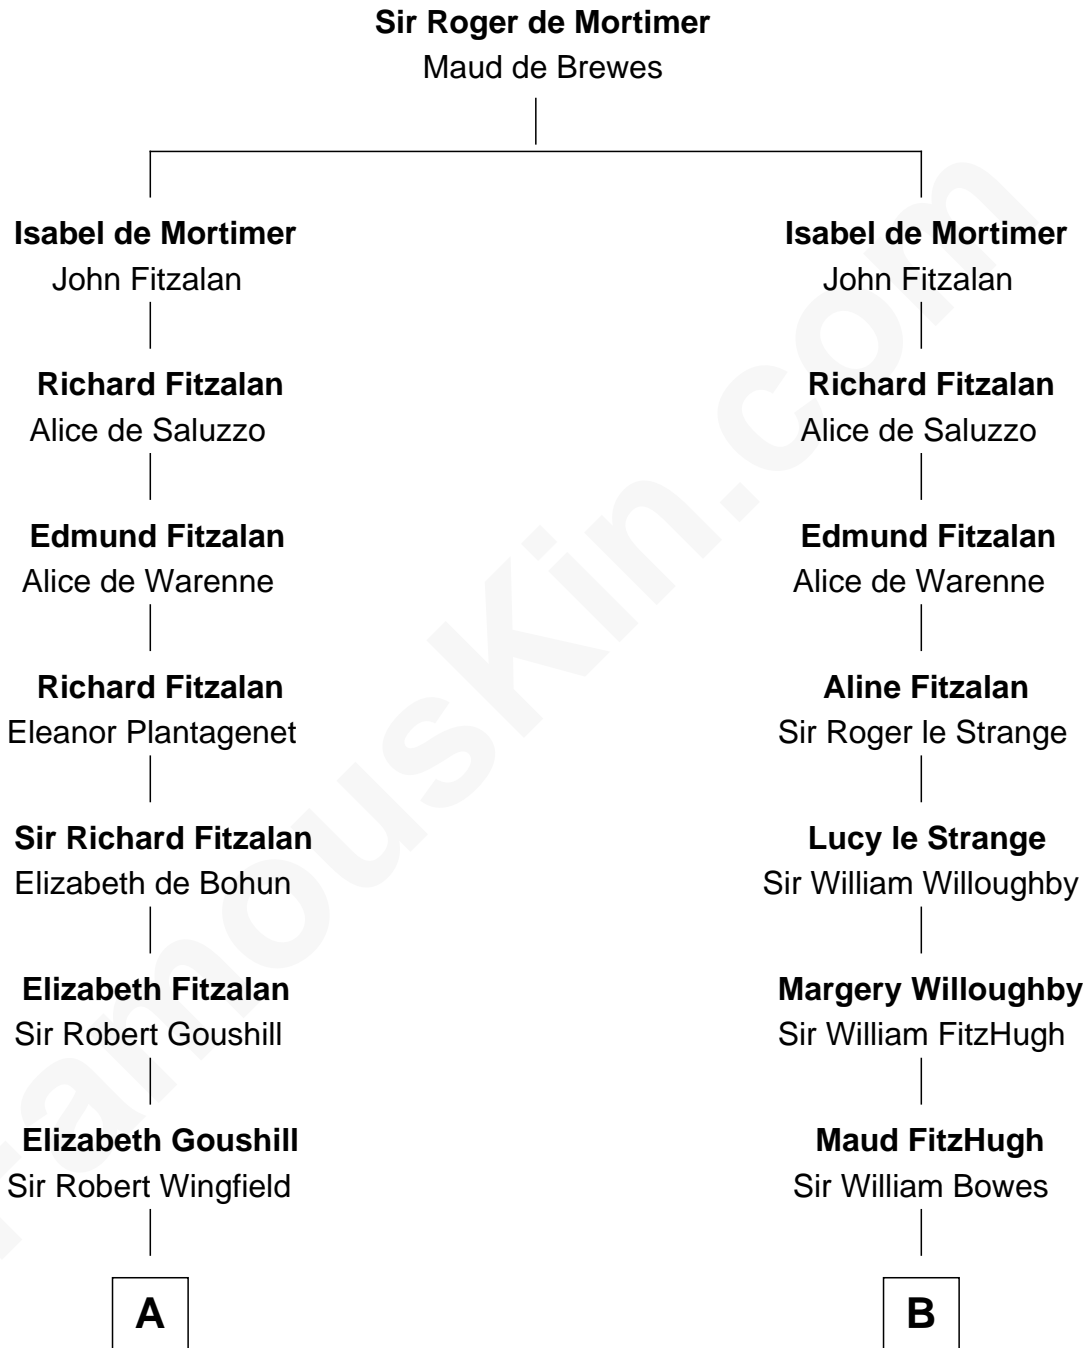 Sir Roger de Mortimer
Maud de Brewes
Isabel de Mortimer
John Fitzalan
Isabel de Mortimer
John Fitzalan
Richard Fitzalan
Alice de Saluzzo
Richard Fitzalan
Alice de Saluzzo
Edmund Fitzalan
Alice de Warenne
Edmund Fitzalan
Alice de Warenne
Richard Fitzalan
Eleanor Plantagenet
Aline Fitzalan
Sir Roger le Strange
Sir Richard Fitzalan
Elizabeth de Bohun
Lucy le Strange
Sir William Willoughby
Elizabeth Fitzalan
Sir Robert Goushill
Margery Willoughby
Sir William FitzHugh
Elizabeth Goushill
Sir Robert Wingfield
Maud FitzHugh
Sir William Bowes
A
B
FamousKin.com